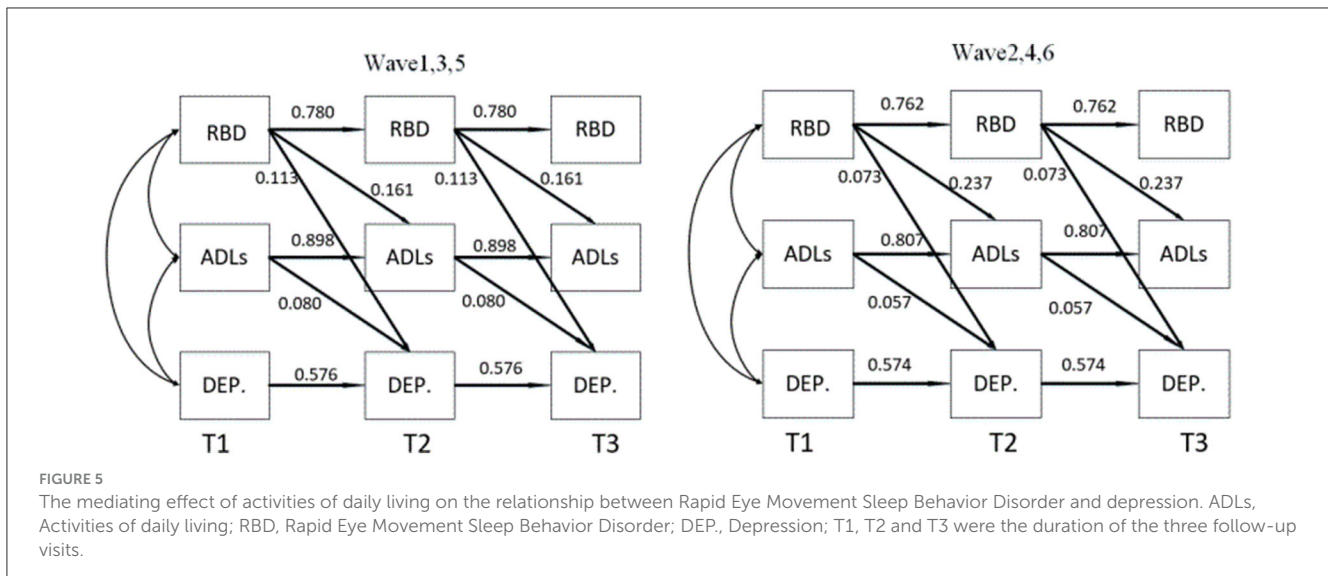 Wave1,3,5
RBD 0.780 RBD 0.780 RBD
0.113 0.161 0.113 0.161
ADLs 0.898 ADLs 0.898 ADLs
0.080 0.080
DEP. 0.576 DEP. 0.576 DEP.
T1 T2 T3
Wave2,4,6
RBD 0.762 RBD 0.762 RBD
0.073 0.237 0.073 0.237
ADLs 0.807 ADLs 0.807 ADLs
0.057 0.057
DEP. 0.574 DEP. 0.574 DEP.
T1 T2 T3
FIGURE 5
The mediating effect of activities of daily living on the relationship between Rapid Eye Movement Sleep Behavior Disorder and depression. ADLs,
Activities of daily living; RBD, Rapid Eye Movement Sleep Behavior Disorder; DEP., Depression; T1, T2 and T3 were the duration of the three follow-up
visits.